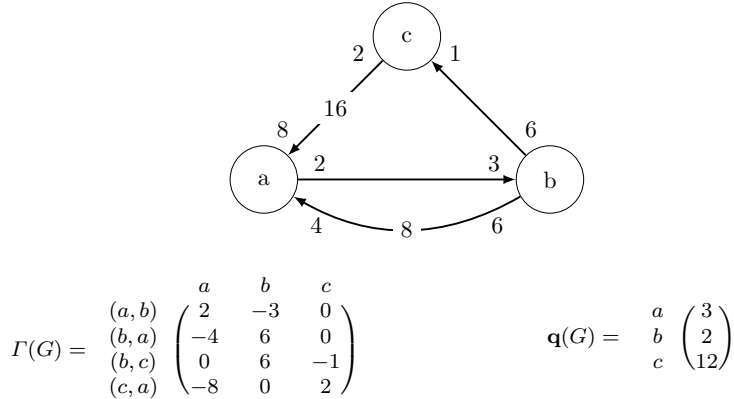 c
2 1
16
8 6
a 2 3 b
4 8 6
a b c
(a, b) 2 −3 0
(b, a) −4 6 0
(b, c) 0 6 −1
(c, a) −8 0 2
Γ(G) =
a 3
b 2
c 12
q(G) =